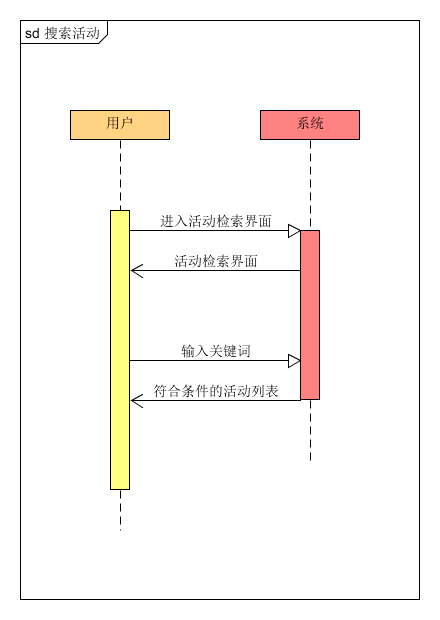 sd 搜索活动
用户
系统
进入活动检索界面
活动检索界面
输入关键词
符合条件的活动列表